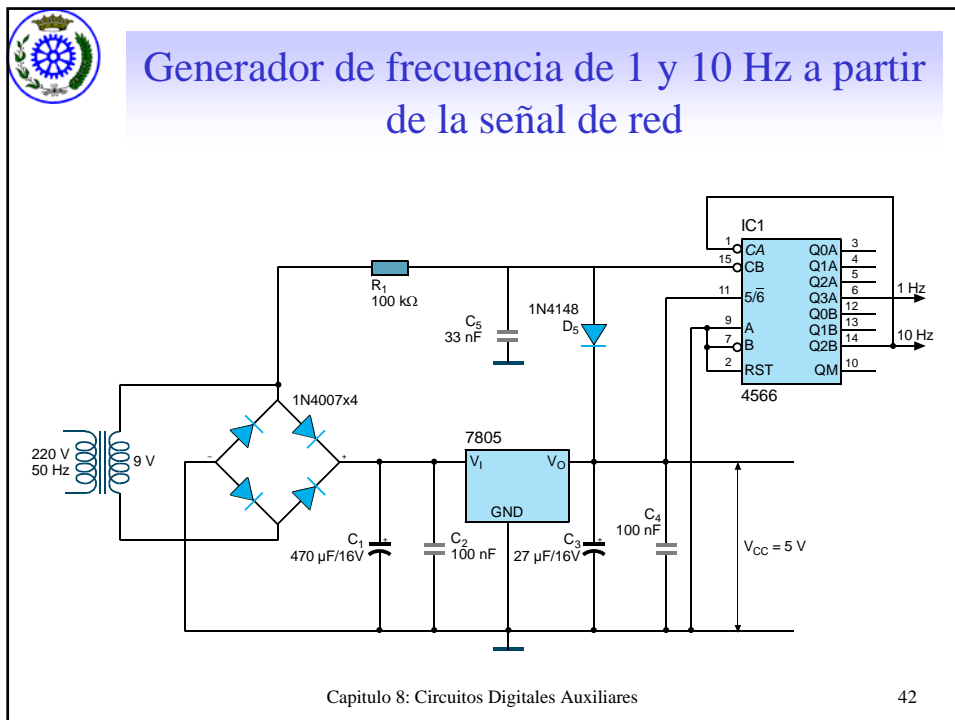 Generador de frecuencia de 1 y 10 Hz a partir
de la señal de red
IC1
1 CA Q0A 3
15 CB Q1A 4
Q2A 5
11 5/6̅ Q3A 6 1 Hz
Q0B 12
9 A Q1B 13
7 B Q2B 14 10 Hz
2 RST QM 10
4566
R1
100 kΩ
C5
33 nF
1N4148
D5
1N4007x4
220 V
50 Hz
9 V
- +
7805
VI VO
GND
C1
470 µF/16V
+
C2
100 nF
C3
27 µF/16V
+
C4
100 nF
VCC = 5 V
Capitulo 8: Circuitos Digitales Auxiliares 42